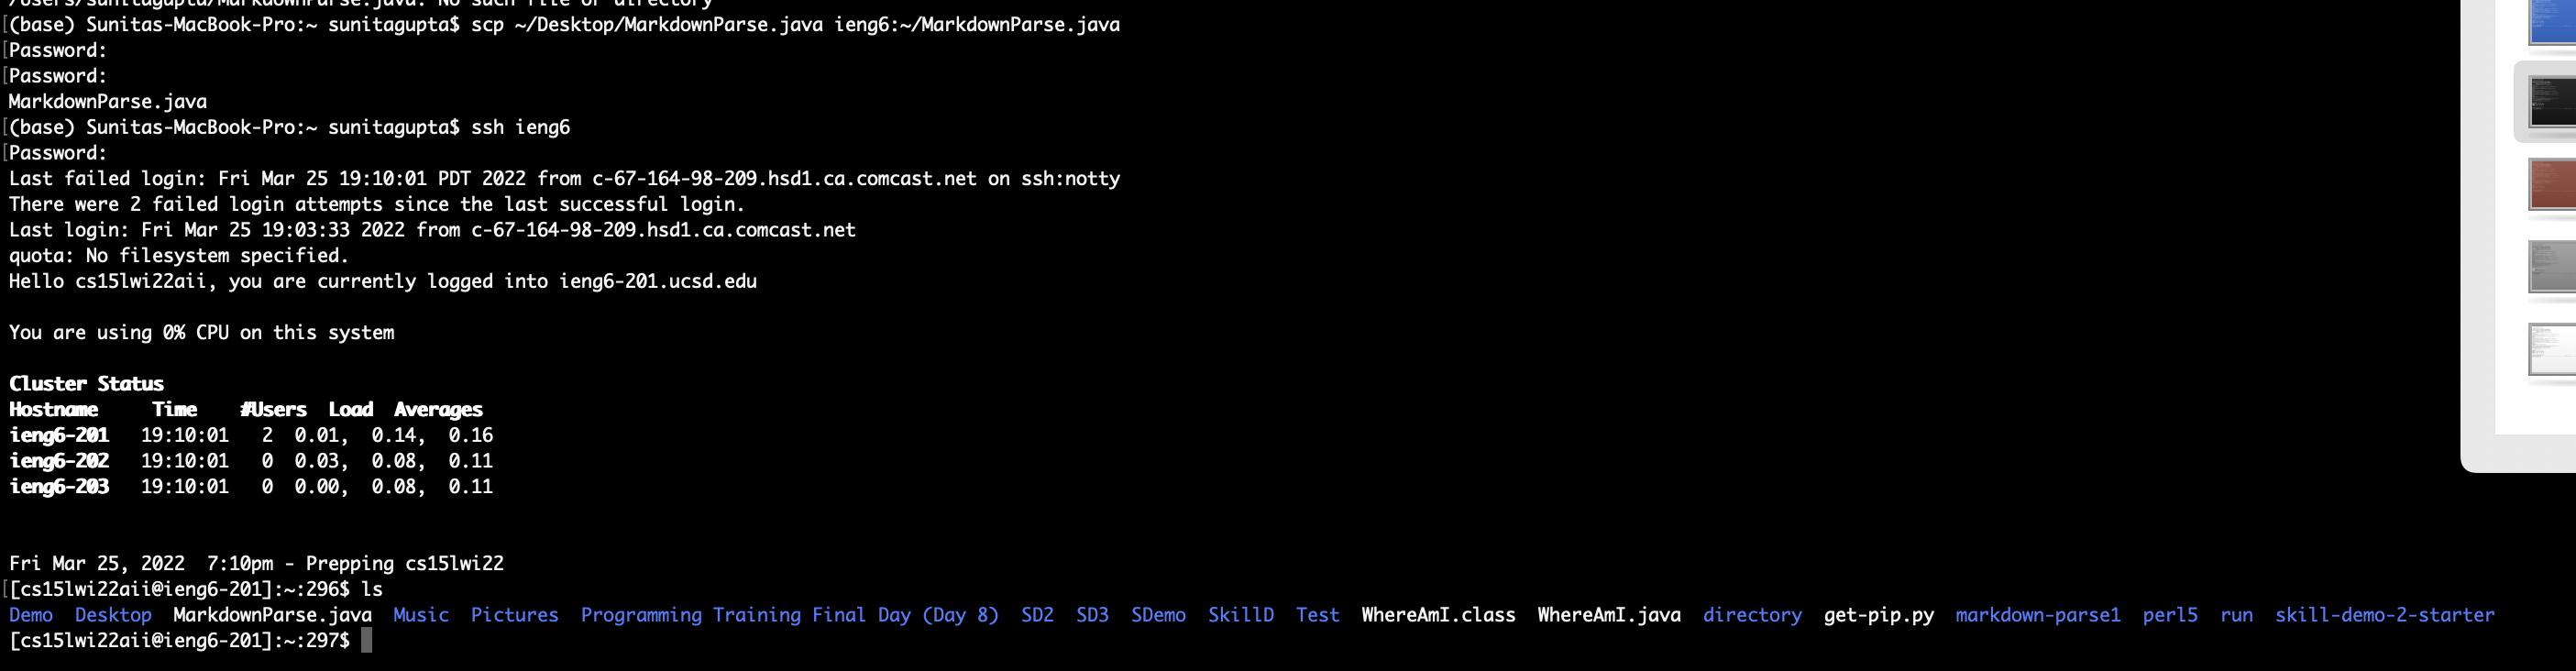 /Users/sunitagupta/MarkdownParse.java: No such file or directory
[(base) Sunitas-MacBook-Pro:~ sunitagupta$ scp ~/Desktop/MarkdownParse.java ieng6:~/MarkdownParse.java
[Password:
[Password:
MarkdownParse.java
[(base) Sunitas-MacBook-Pro:~ sunitagupta$ ssh ieng6
[Password:
Last failed login: Fri Mar 25 19:10:01 PDT 2022 from c-67-164-98-209.hsd1.ca.comcast.net on ssh:notty
There were 2 failed login attempts since the last successful login.
Last login: Fri Mar 25 19:03:33 2022 from c-67-164-98-209.hsd1.ca.comcast.net
quota: No filesystem specified.
Hello cs15lwi22aii, you are currently logged into ieng6-201.ucsd.edu
You are using 0% CPU on this system
Cluster Status
Hostname Time #Users Load Averages
ieng6-201 19:10:01 2 0.01, 0.14, 0.16
ieng6-202 19:10:01 0 0.03, 0.08, 0.11
ieng6-203 19:10:01 0 0.00, 0.08, 0.11
Fri Mar 25, 2022 7:10pm - Prepping cs15lwi22
[[cs15lwi22aii@ieng6-201]:~:296$ ls
Demo Desktop MarkdownParse.java Music Pictures Programming Training Final Day (Day 8) SD2 SD3 SDemo SkillD Test WhereAmI.class WhereAmI.java directory get-pip.py markdown-parse1 perl5 run skill-demo-2-starter
[cs15lwi22aii@ieng6-201]:~:297$